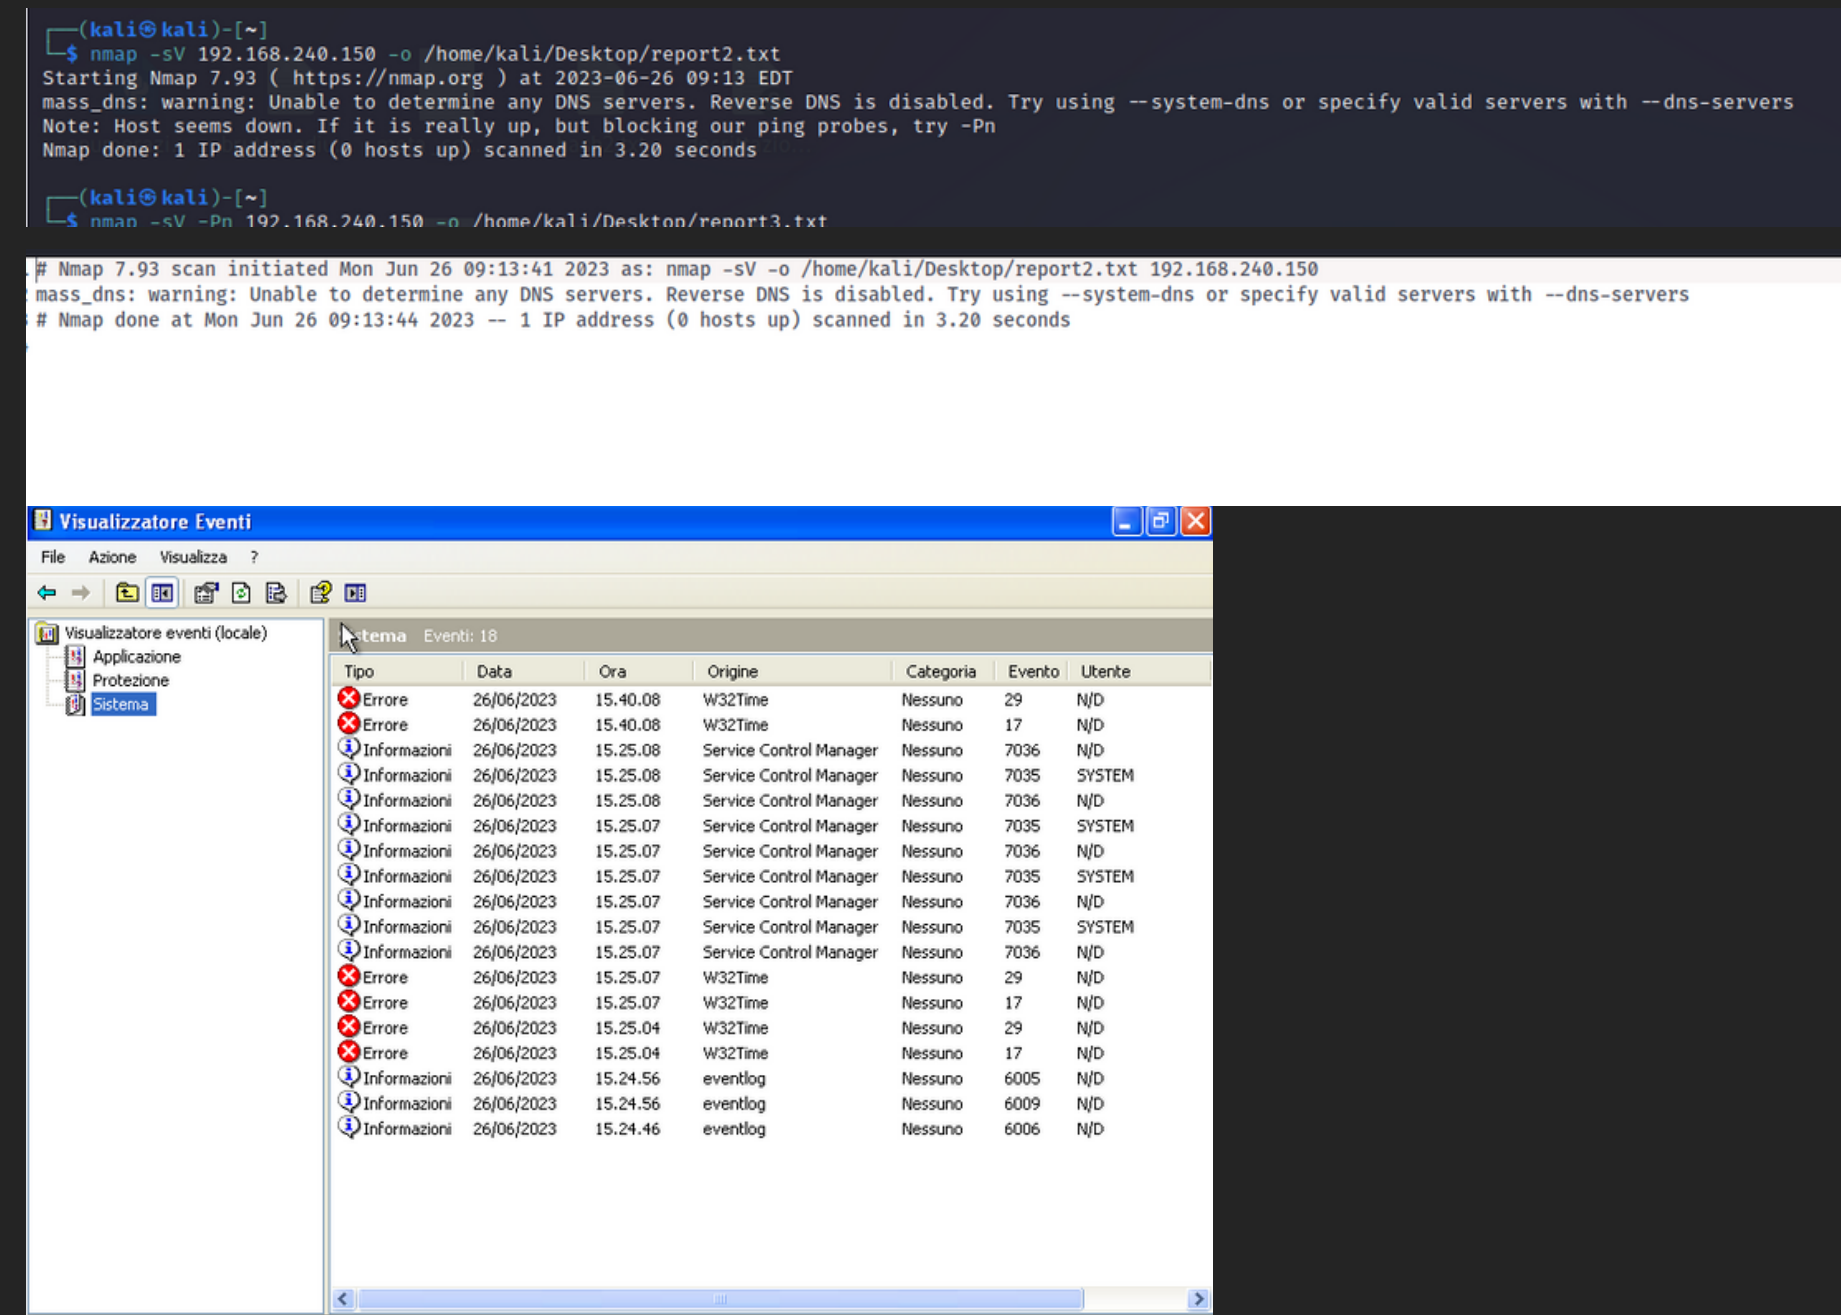 (kali㉿kali)-[~]
$ nmap -sV 192.168.240.150 -o /home/kali/Desktop/report2.txt
Starting Nmap 7.93 ( https://nmap.org ) at 2023-06-26 09:13 EDT
mass_dns: warning: Unable to determine any DNS servers. Reverse DNS is disabled. Try using --system-dns or specify valid servers with --dns-servers
Note: Host seems down. If it is really up, but blocking our ping probes, try -Pn
Nmap done: 1 IP address (0 hosts up) scanned in 3.20 seconds
(kali㉿kali)-[~]
$ nmap -sV -Pn 192.168.240.150 -o /home/kali/Desktop/report3.txt
# Nmap 7.93 scan initiated Mon Jun 26 09:13:41 2023 as: nmap -sV -o /home/kali/Desktop/report2.txt 192.168.240.150
mass_dns: warning: Unable to determine any DNS servers. Reverse DNS is disabled. Try using --system-dns or specify valid servers with --dns-servers
# Nmap done at Mon Jun 26 09:13:44 2023 -- 1 IP address (0 hosts up) scanned in 3.20 seconds
Visualizzatore Eventi
File Azione Visualizza ?
Visualizzatore eventi (locale)
Applicazione
Protezione
Sistema
stema Eventi: 18
Tipo Data Ora Origine Categoria Evento Utente
Errore 26/06/2023 15.40.08 W32Time Nessuno 29 N/D
Errore 26/06/2023 15.40.08 W32Time Nessuno 17 N/D
Informazioni 26/06/2023 15.25.08 Service Control Manager Nessuno 7036 N/D
Informazioni 26/06/2023 15.25.08 Service Control Manager Nessuno 7035 SYSTEM
Informazioni 26/06/2023 15.25.08 Service Control Manager Nessuno 7036 N/D
Informazioni 26/06/2023 15.25.07 Service Control Manager Nessuno 7035 SYSTEM
Informazioni 26/06/2023 15.25.07 Service Control Manager Nessuno 7036 N/D
Informazioni 26/06/2023 15.25.07 Service Control Manager Nessuno 7035 SYSTEM
Informazioni 26/06/2023 15.25.07 Service Control Manager Nessuno 7036 N/D
Informazioni 26/06/2023 15.25.07 Service Control Manager Nessuno 7035 SYSTEM
Informazioni 26/06/2023 15.25.07 Service Control Manager Nessuno 7036 N/D
Errore 26/06/2023 15.25.07 W32Time Nessuno 29 N/D
Errore 26/06/2023 15.25.07 W32Time Nessuno 17 N/D
Errore 26/06/2023 15.25.04 W32Time Nessuno 29 N/D
Errore 26/06/2023 15.25.04 W32Time Nessuno 17 N/D
Informazioni 26/06/2023 15.24.56 eventlog Nessuno 6005 N/D
Informazioni 26/06/2023 15.24.56 eventlog Nessuno 6009 N/D
Informazioni 26/06/2023 15.24.46 eventlog Nessuno 6006 N/D